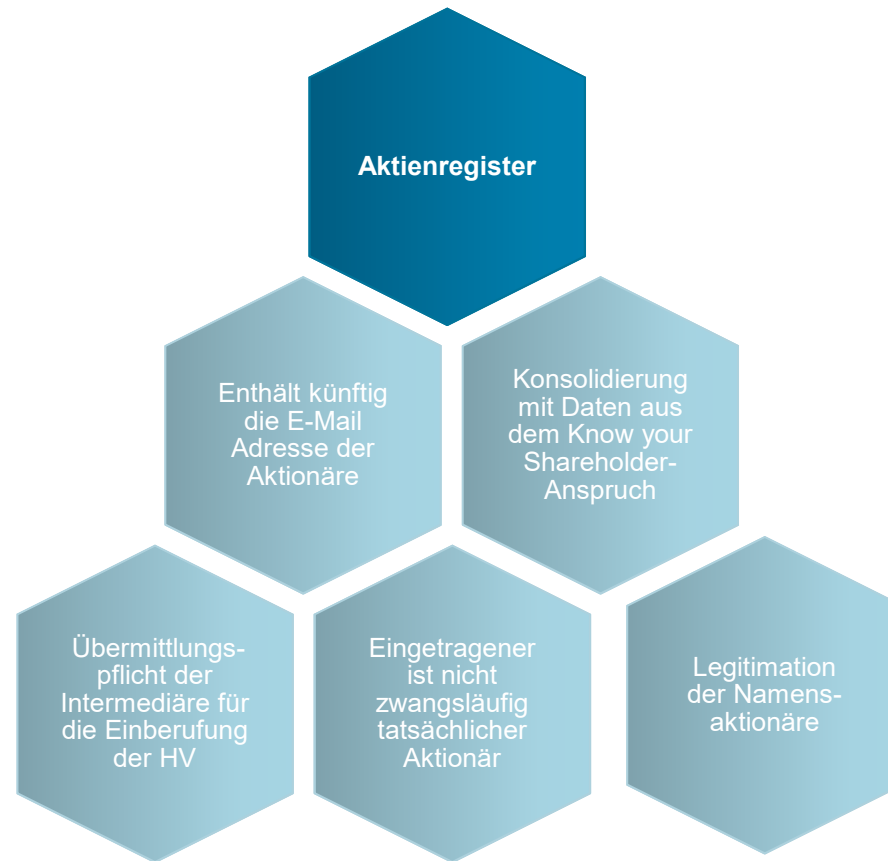 Aktienregister
Enthält künftig
die E-Mail
Adresse der
Aktionäre
Konsolidierung
mit Daten aus
dem Know your
Shareholder-
Anspruch
Übermittlungs-
pflicht der
Intermediäre für
die Einberufung
der HV
Eingetragener
ist nicht
zwangsläufig
tatsächlicher
Aktionär
Legitimation
der Namens-
aktionäre